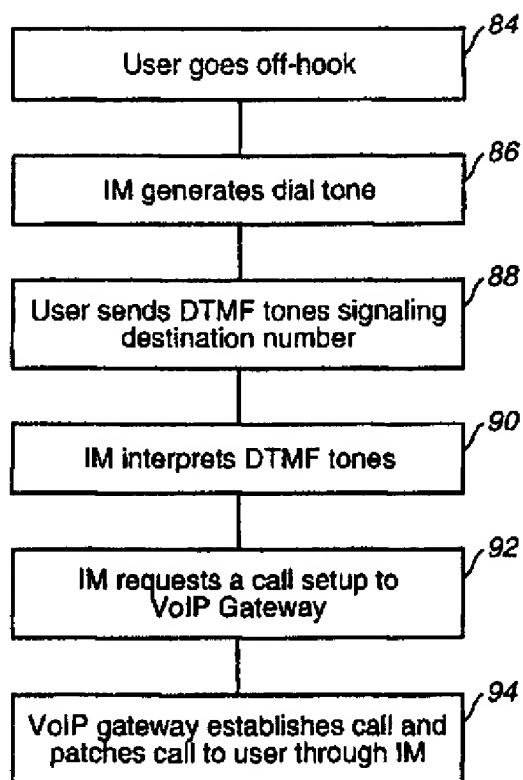 84
User goes off-hook
86
IM generates dial tone
88
User sends DTMF tones signaling
destination number
90
IM interprets DTMF tones
92
IM requests a call setup to
VoIP Gateway
94
VoIP gateway establishes call and
patches call to user through IM